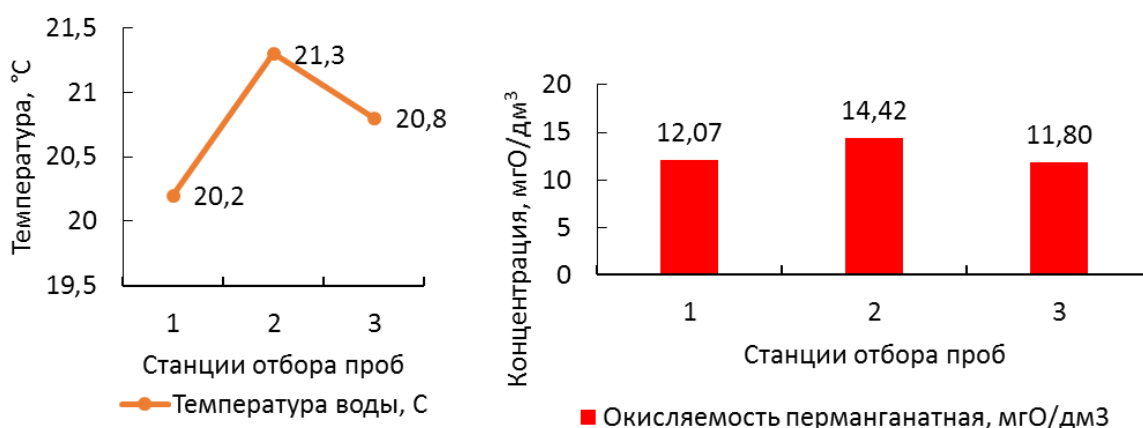 Температура, °C
21,5
21
20,5
20
19,5
20,2
21,3
20,8
1 2 3
Станции отбора проб
Температура воды, С
Концентрация, мгО/дм³
20
15
10
5
0
12,07
14,42
11,80
1 2 3
Станции отбора проб
Окисляемость перманганатная, мгО/дм3